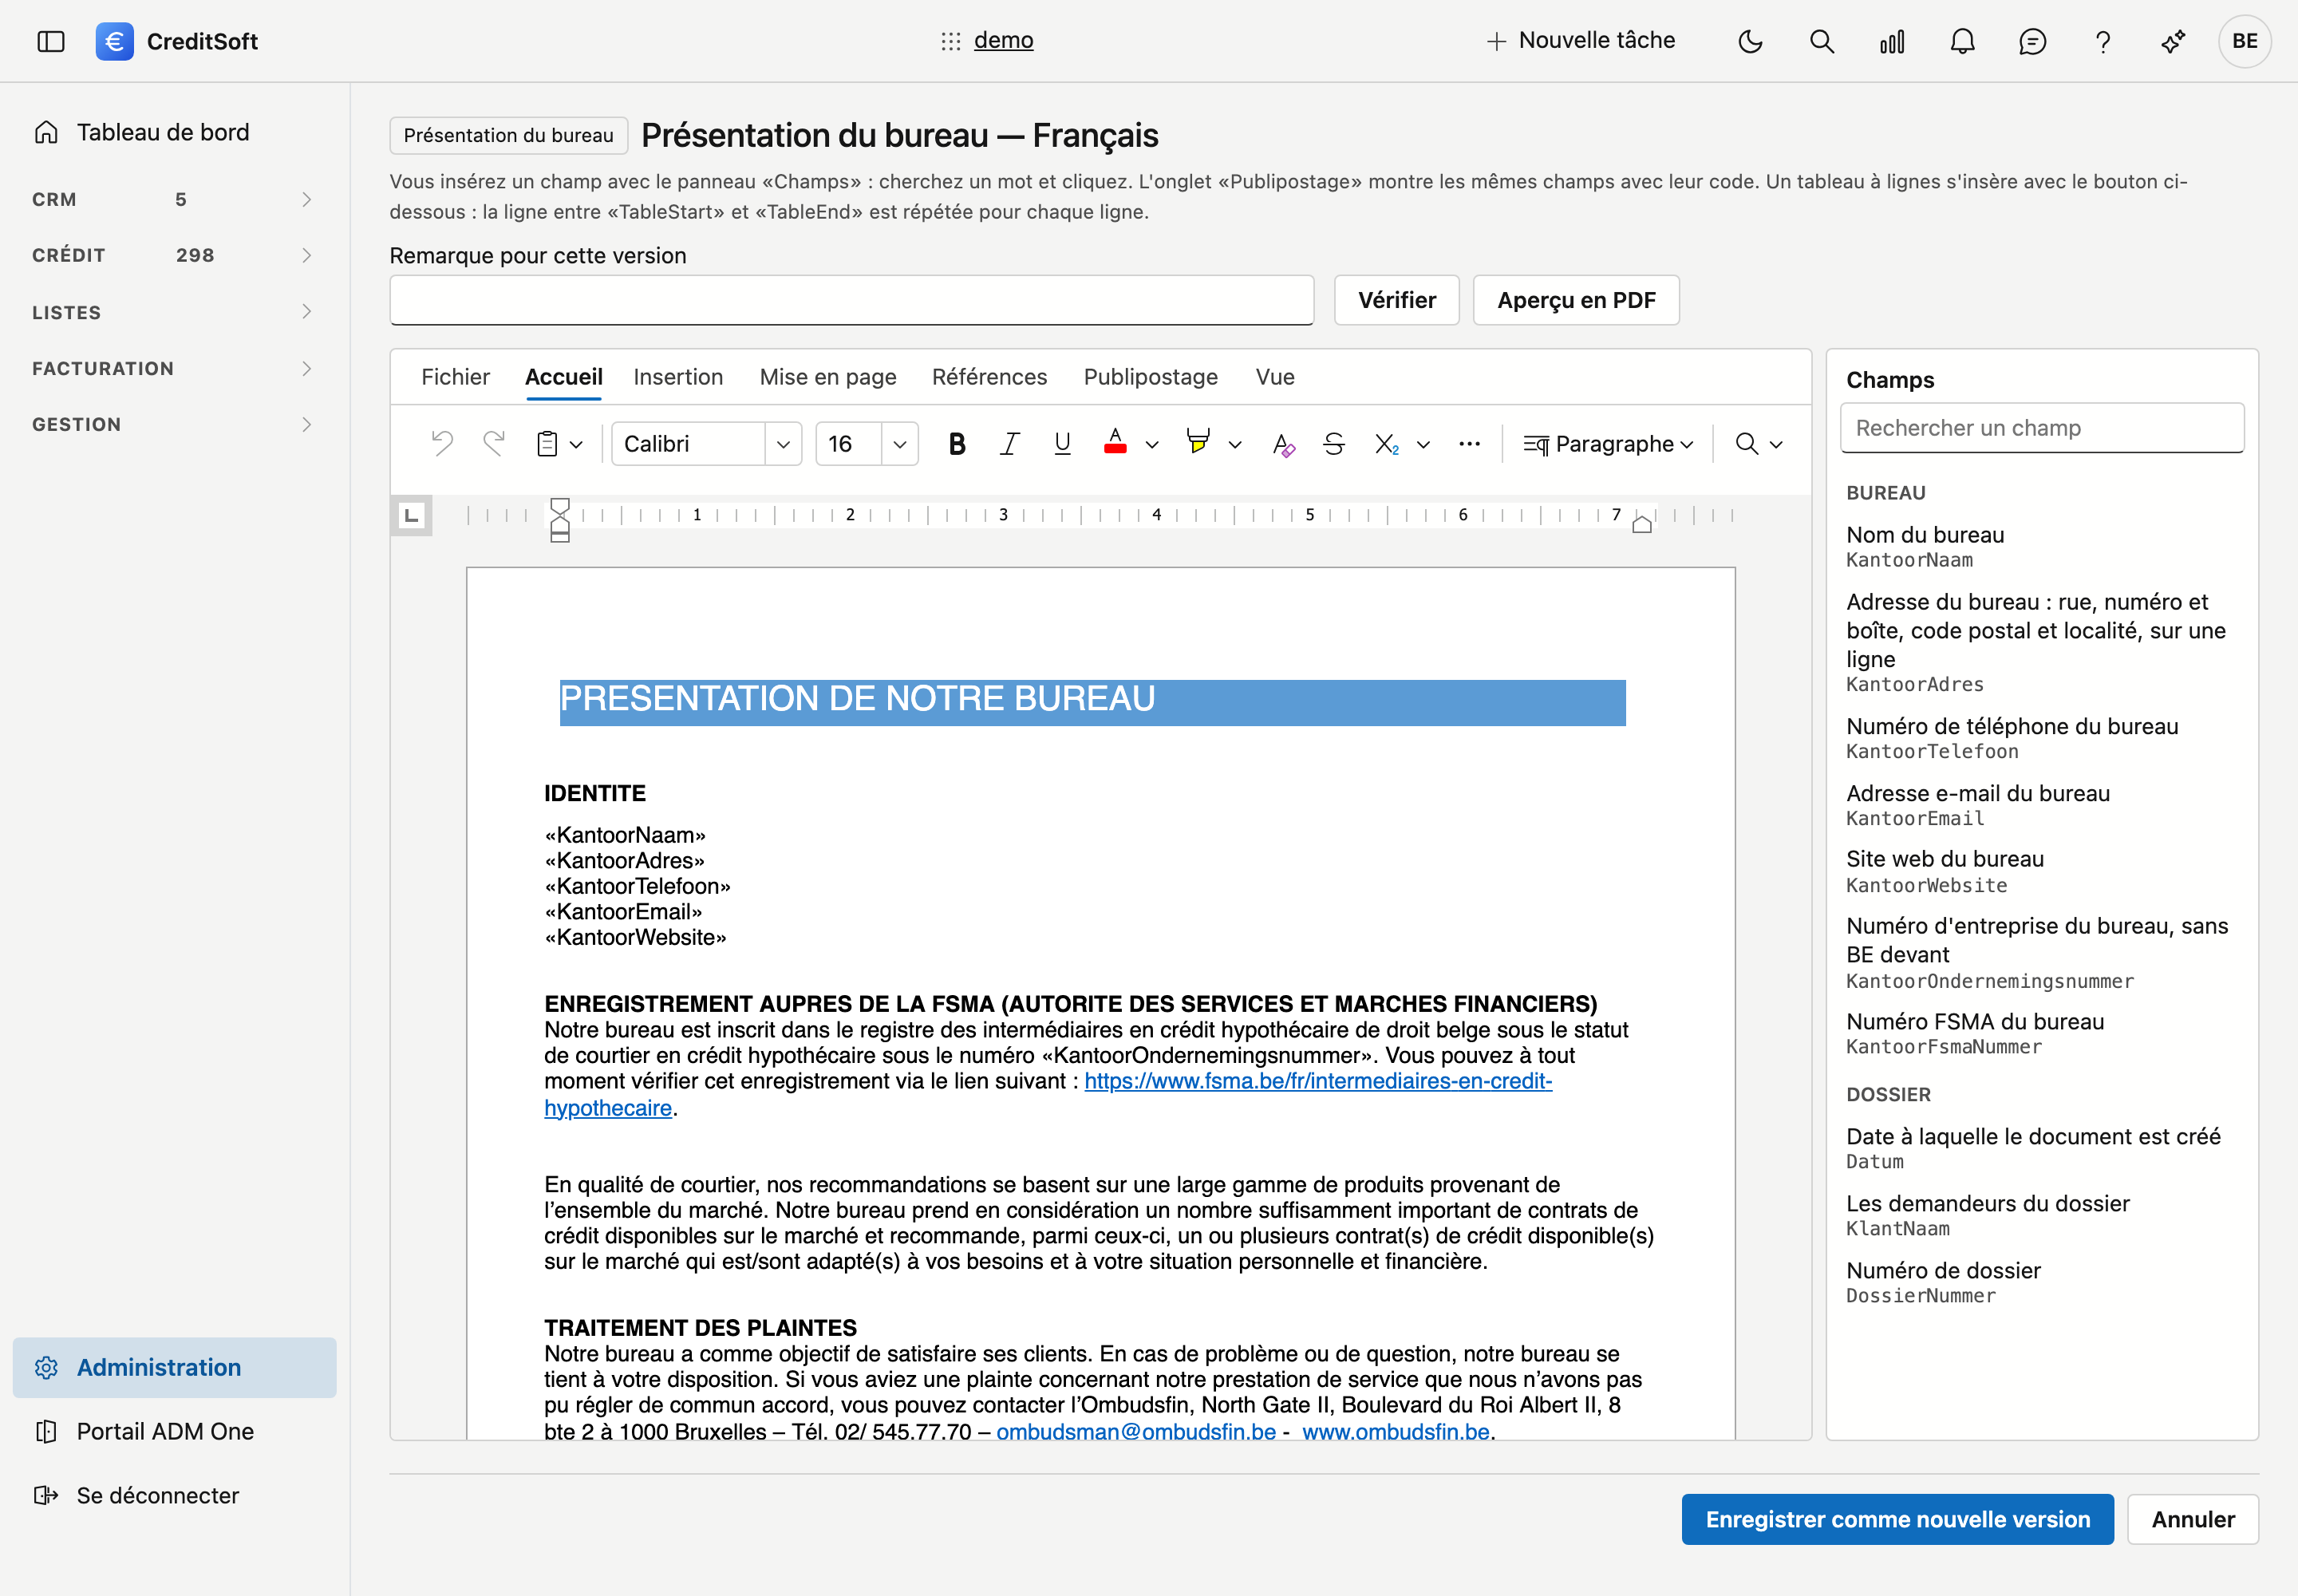 CreditSoft
demo
Nouvelle tâche
BE
Tableau de bord
CRM 5
CRÉDIT 298
LISTES
FACTURATION
GESTION
Administration
Portail ADM One
Se déconnecter
Présentation du bureau
Présentation du bureau — Français
Vous insérez un champ avec le panneau «Champs» : cherchez un mot et cliquez. L'onglet «Publipostage» montre les mêmes champs avec leur code. Un tableau à lignes s'insère avec le bouton ci-
dessous : la ligne entre «TableStart» et «TableEnd» est répétée pour chaque ligne.
Remarque pour cette version
Vérifier
Aperçu en PDF
Fichier Accueil Insertion Mise en page Références Publipostage Vue
Calibri 16 Paragraphe
1 2 3 4 5 6 7
PRESENTATION DE NOTRE BUREAU
IDENTITE
«KantoorNaam»
«KantoorAdres»
«KantoorTelefoon»
«KantoorEmail»
«KantoorWebsite»
ENREGISTREMENT AUPRES DE LA FSMA (AUTORITE DES SERVICES ET MARCHES FINANCIERS)
Notre bureau est inscrit dans le registre des intermédiaires en crédit hypothécaire de droit belge sous le statut
de courtier en crédit hypothécaire sous le numéro «KantoorOndernemingsnummer». Vous pouvez à tout
moment vérifier cet enregistrement via le lien suivant : https://www.fsma.be/fr/intermediaires-en-credit-
hypothecaire.
En qualité de courtier, nos recommandations se basent sur une large gamme de produits provenant de
l’ensemble du marché. Notre bureau prend en considération un nombre suffisamment important de contrats de
crédit disponibles sur le marché et recommande, parmi ceux-ci, un ou plusieurs contrat(s) de crédit disponible(s)
sur le marché qui est/sont adapté(s) à vos besoins et à votre situation personnelle et financière.
TRAITEMENT DES PLAINTES
Notre bureau a comme objectif de satisfaire ses clients. En cas de problème ou de question, notre bureau se
tient à votre disposition. Si vous aviez une plainte concernant notre prestation de service que nous n’avons pas
pu régler de commun accord, vous pouvez contacter l’Ombudsfin, North Gate II, Boulevard du Roi Albert II, 8
bte 2 à 1000 Bruxelles – Tél. 02/ 545.77.70 – ombudsman@ombudsfin.be - www.ombudsfin.be.
Champs
Rechercher un champ
BUREAU
Nom du bureau
KantoorNaam
Adresse du bureau : rue, numéro et
boîte, code postal et localité, sur une
ligne
KantoorAdres
Numéro de téléphone du bureau
KantoorTelefoon
Adresse e-mail du bureau
KantoorEmail
Site web du bureau
KantoorWebsite
Numéro d'entreprise du bureau, sans
BE devant
KantoorOndernemingsnummer
Numéro FSMA du bureau
KantoorFsmaNummer
DOSSIER
Date à laquelle le document est créé
Datum
Les demandeurs du dossier
KlantNaam
Numéro de dossier
DossierNummer
Enregistrer comme nouvelle version
Annuler